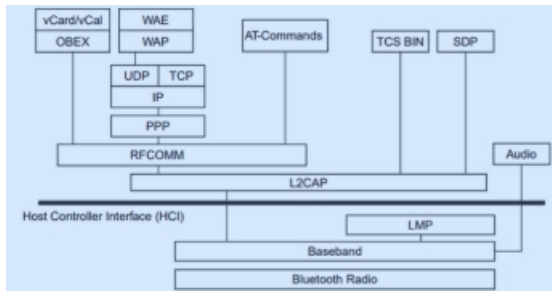 vCard/vCal
OBEX
WAE
WAP
AT-Commands
TCS BIN
SDP
UDP
TCP
IP
PPP
RFCOMM
Audio
L2CAP
Host Controller Interface (HCI)
LMP
Baseband
Bluetooth Radio